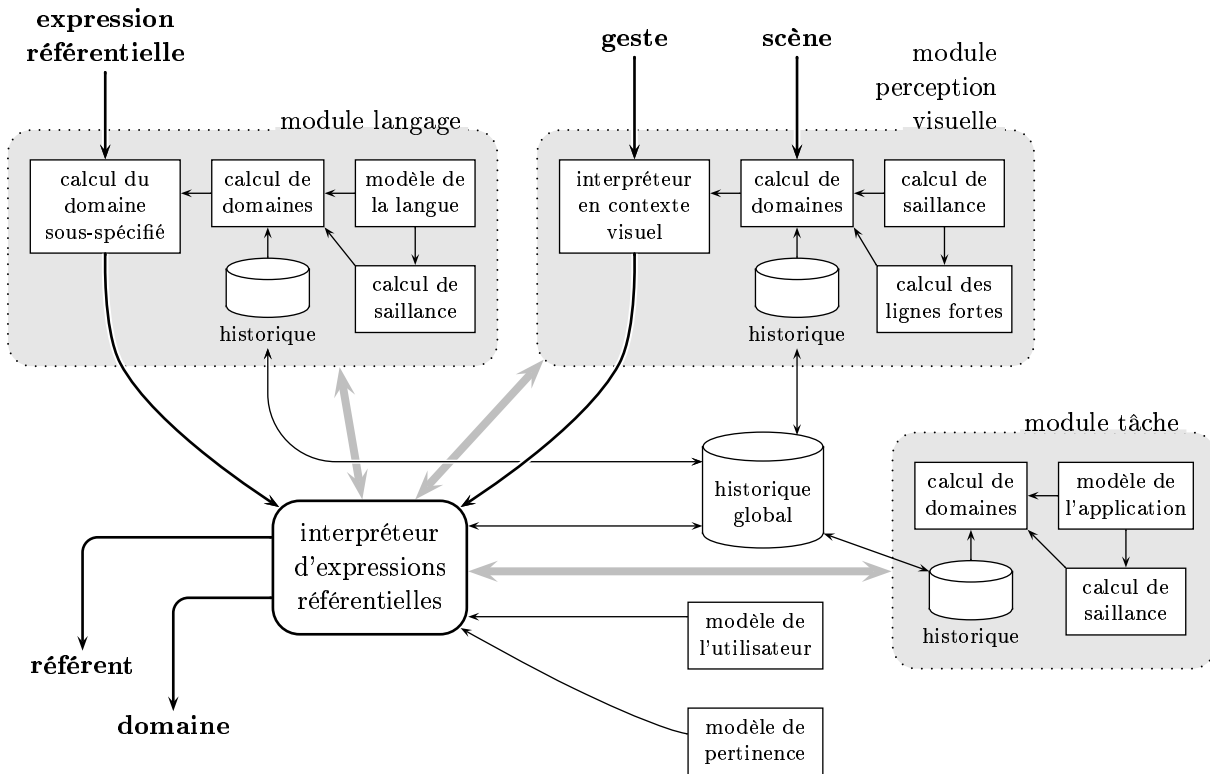 expression
référentielle
geste
scène
module
perception
visuelle
module langage
calcul du
domaine
sous-spécifié
calcul de
domaines
modèle de
la langue
calcul de
saillance
historique
interpréteur
en contexte
visuel
calcul de
domaines
calcul de
saillance
calcul des
lignes fortes
historique
module tâche
calcul de
domaines
modèle de
l'application
calcul de
saillance
historique
historique
global
interpréteur
d'expressions
référentielles
modèle de
l'utilisateur
référent
domaine
modèle de
pertinence